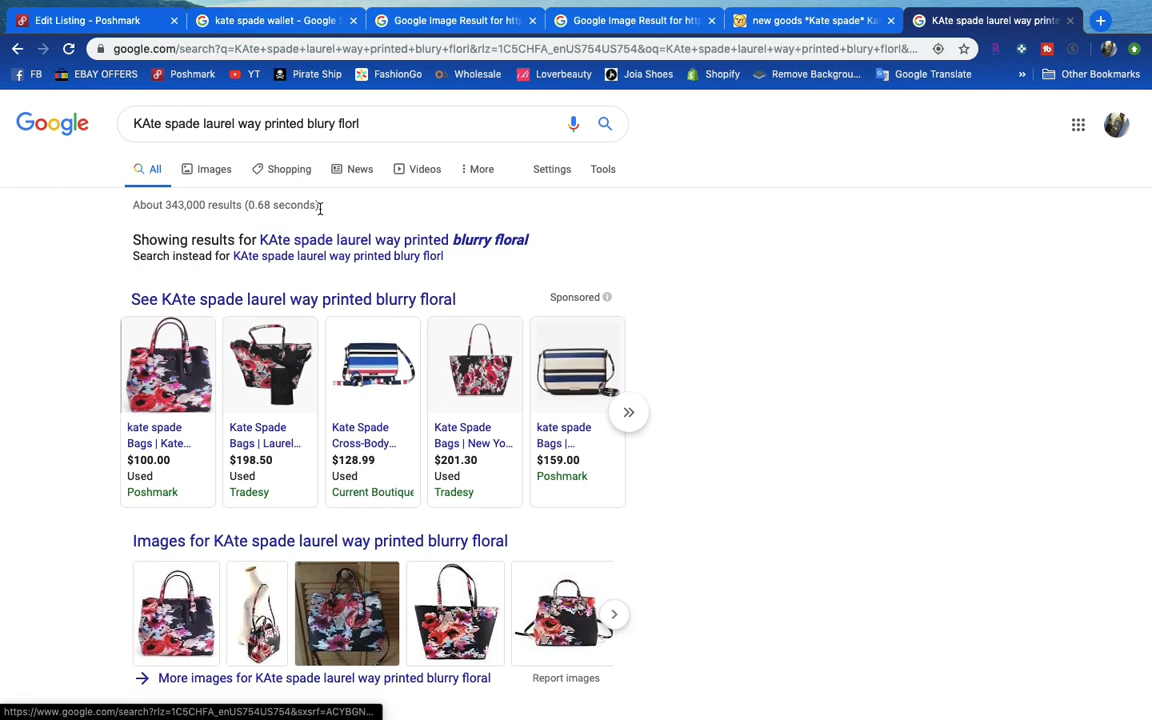 Edit Listing - Poshmark
kate spade wallet - Google S
Google Image Result for http
Google Image Result for http
new goods *Kate spade* Ka
KAte spade laurel way printe
google.com/search?q=KAte+spade+laurel+way+printed+blury+florl&rlz=1C5CHFA_enUS754US754&oq=KAte+spade+laurel+way+printed+blury+florl&...
FB
EBAY OFFERS
Poshmark
YT
Pirate Ship
FashionGo
Wholesale
Loverbeauty
Joia Shoes
Shopify
Remove Backgrou...
Google Translate
»
Other Bookmarks
Google
KAte spade laurel way printed blury florl
All
Images
Shopping
News
Videos
More
Settings
Tools
About 343,000 results (0.68 seconds)
Showing results for KAte spade laurel way printed blurry floral
Search instead for KAte spade laurel way printed blury florl
See KAte spade laurel way printed blurry floral
Sponsored
kate spade
Bags | Kate...
$100.00
Used
Poshmark
Kate Spade
Bags | Laurel...
$198.50
Used
Tradesy
Kate Spade
Cross-Body...
$128.99
Used
Current Boutique
Kate Spade
Bags | New Yo...
$201.30
Used
Tradesy
kate spade
Bags |...
$159.00
Poshmark
Images for KAte spade laurel way printed blurry floral
More images for KAte spade laurel way printed blurry floral
Report images
https://www.google.com/search?rlz=1C5CHFA_enUS754US754&sxsrf=ACYBGN...